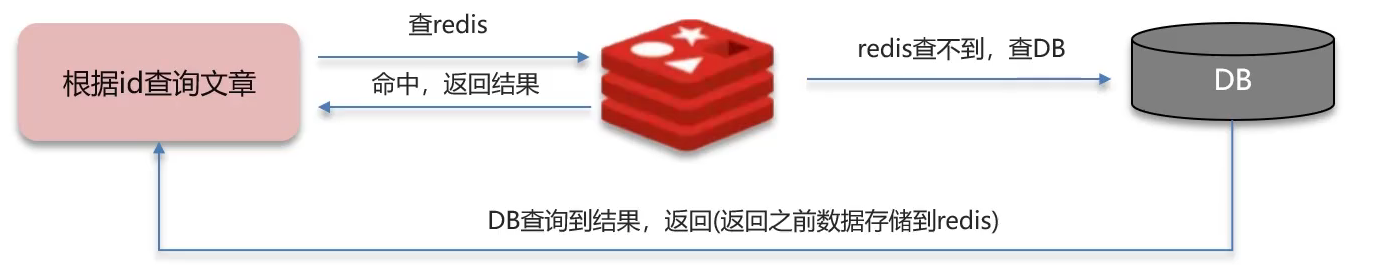 查redis
根据id查询文章
命中，返回结果
redis查不到，查DB
DB
DB查询到结果，返回(返回之前数据存储到redis)